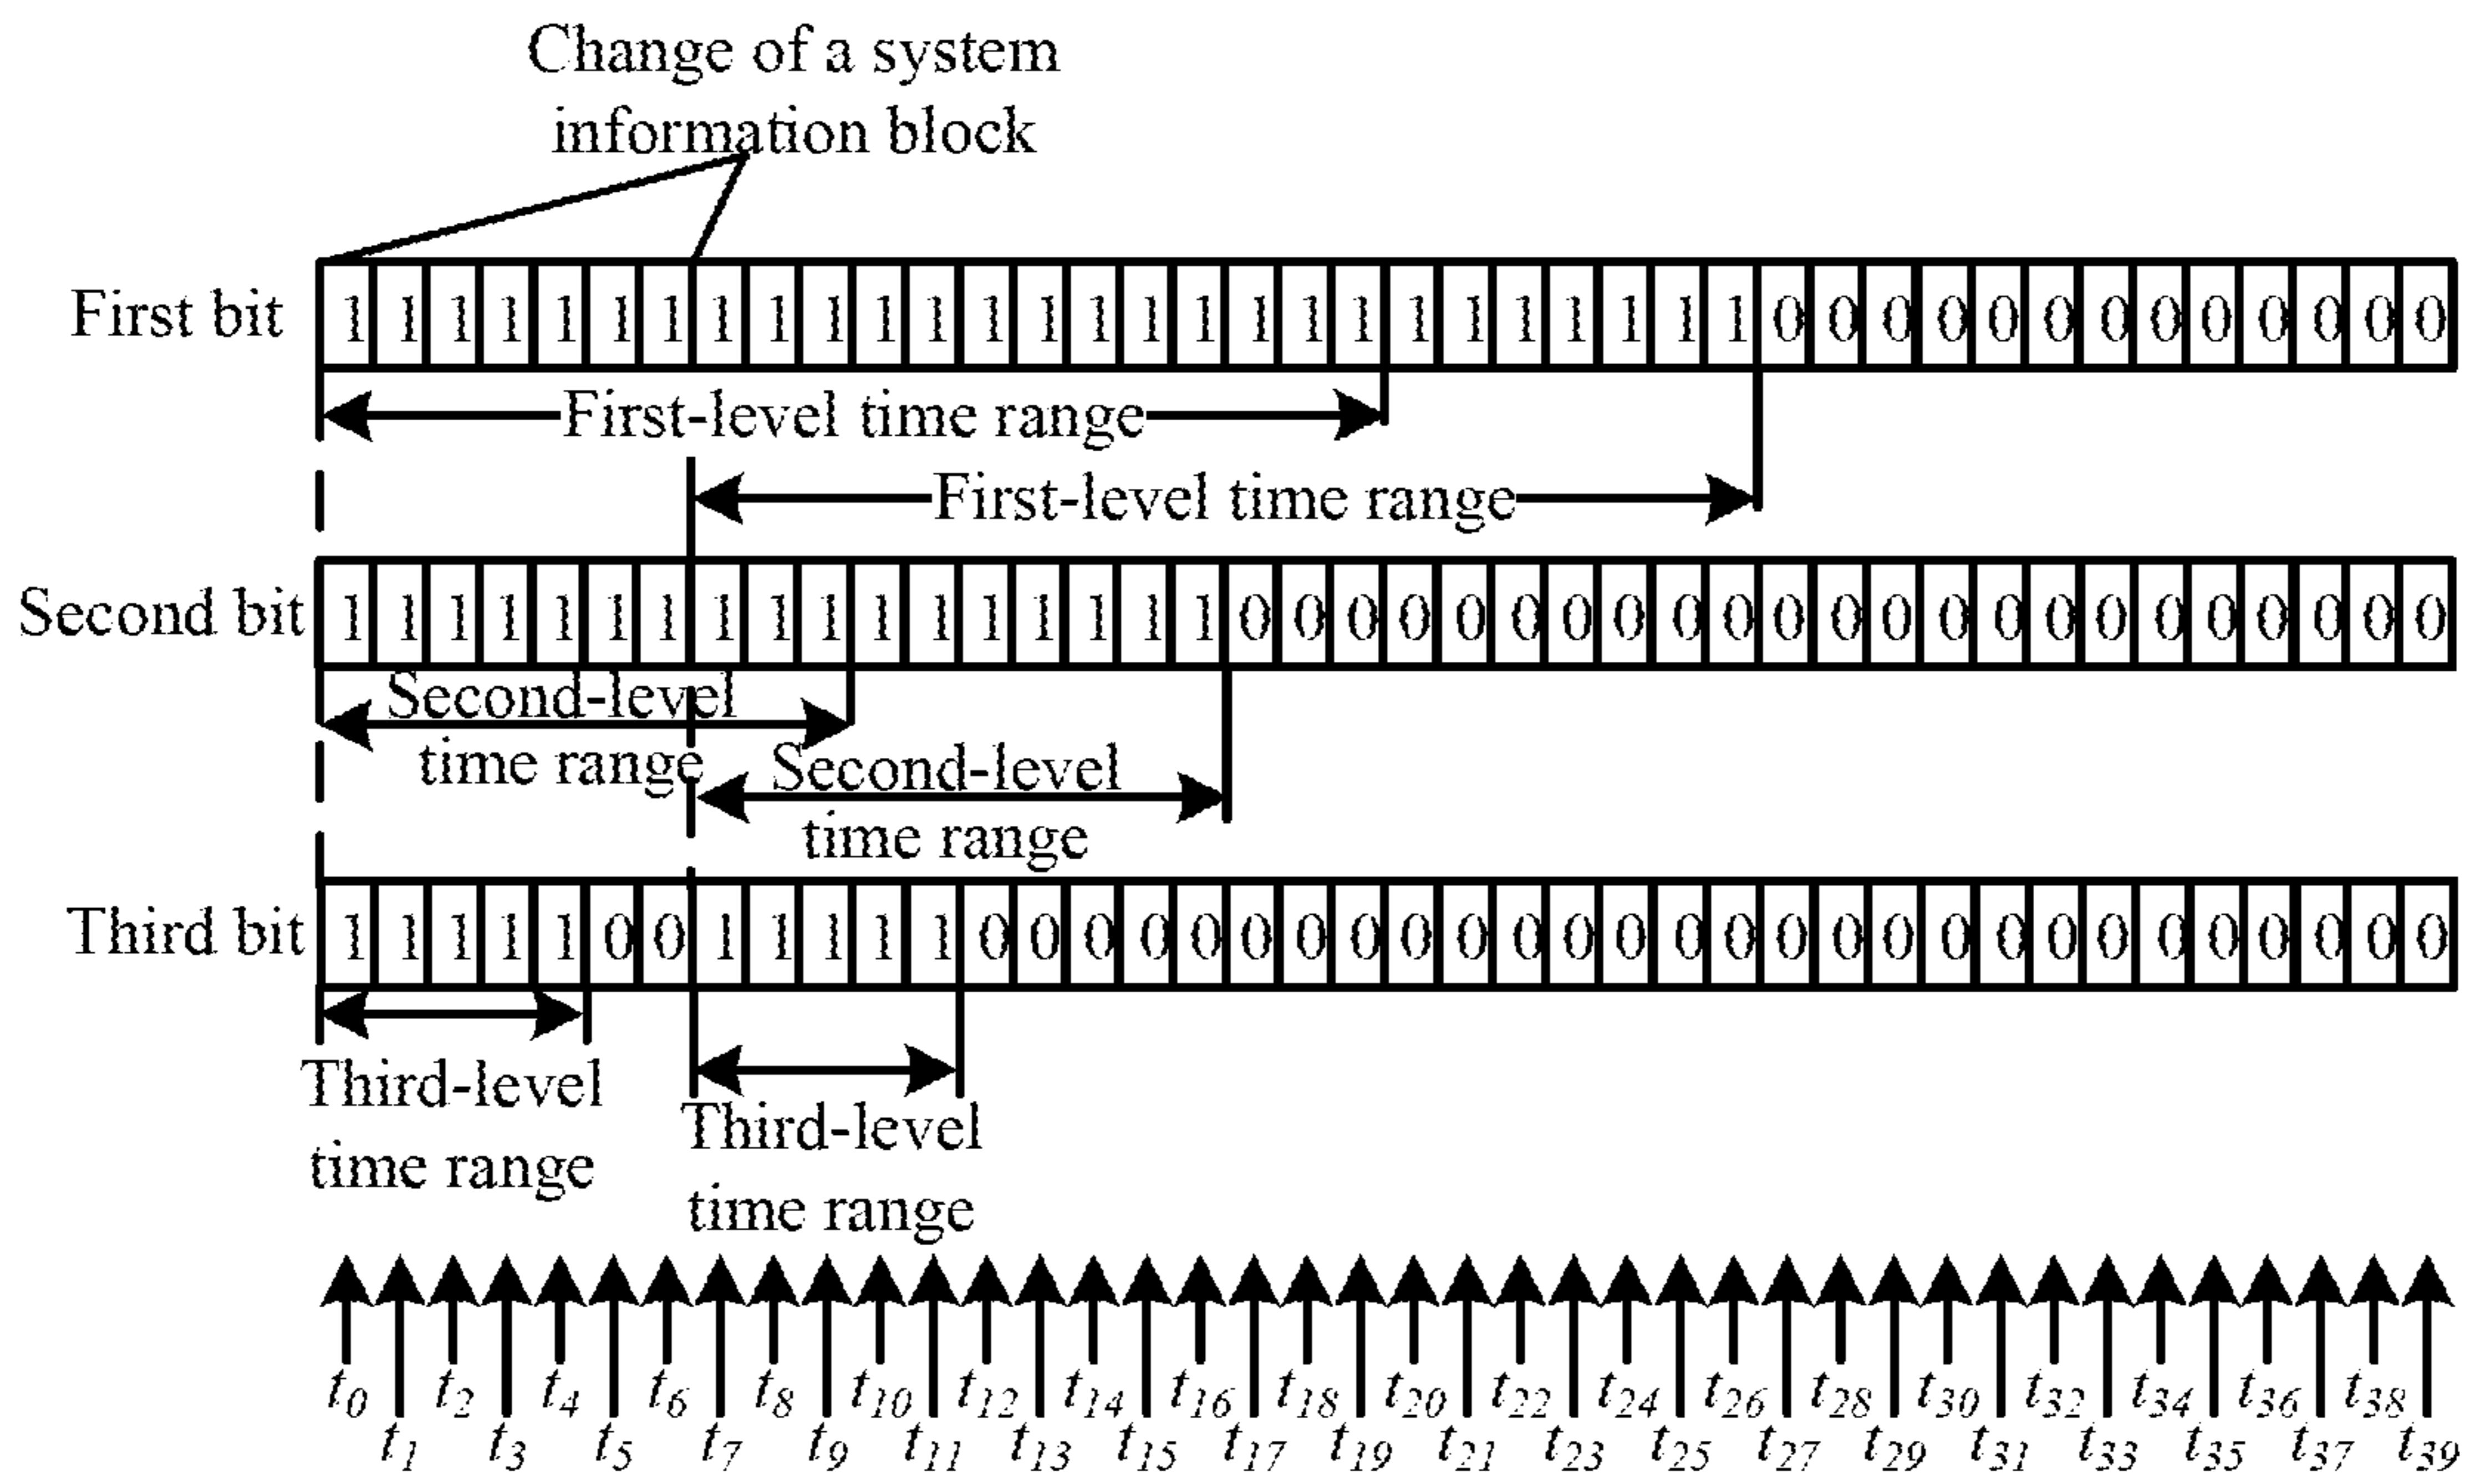 Change of a system
information block
First bit 1 1 1 1 1 1 1 1 1 1 1 1 1 1 1 1 1 1 1 1 1 1 1 1 1 1 1 0 0 0 0 0 0 0 0 0 0 0 0 0
First-level time range
First-level time range
Second bit 1 1 1 1 1 1 1 1 1 1 1 1 1 1 1 1 1 0 0 0 0 0 0 0 0 0 0 0 0 0 0 0 0 0 0 0 0 0 0 0
Second-level
time range
Second-level
time range
Third bit 1 1 1 1 1 0 0 1 1 1 1 1 0 0 0 0 0 0 0 0 0 0 0 0 0 0 0 0 0 0 0 0 0 0 0 0 0 0 0 0
Third-level
time range
Third-level
time range
t0 t2 t4 t6 t8 t10 t12 t14 t16 t18 t20 t22 t24 t26 t28 t30 t32 t34 t36 t38
t1 t3 t5 t7 t9 t11 t13 t15 t17 t19 t21 t23 t25 t27 t29 t31 t33 t35 t37 t39